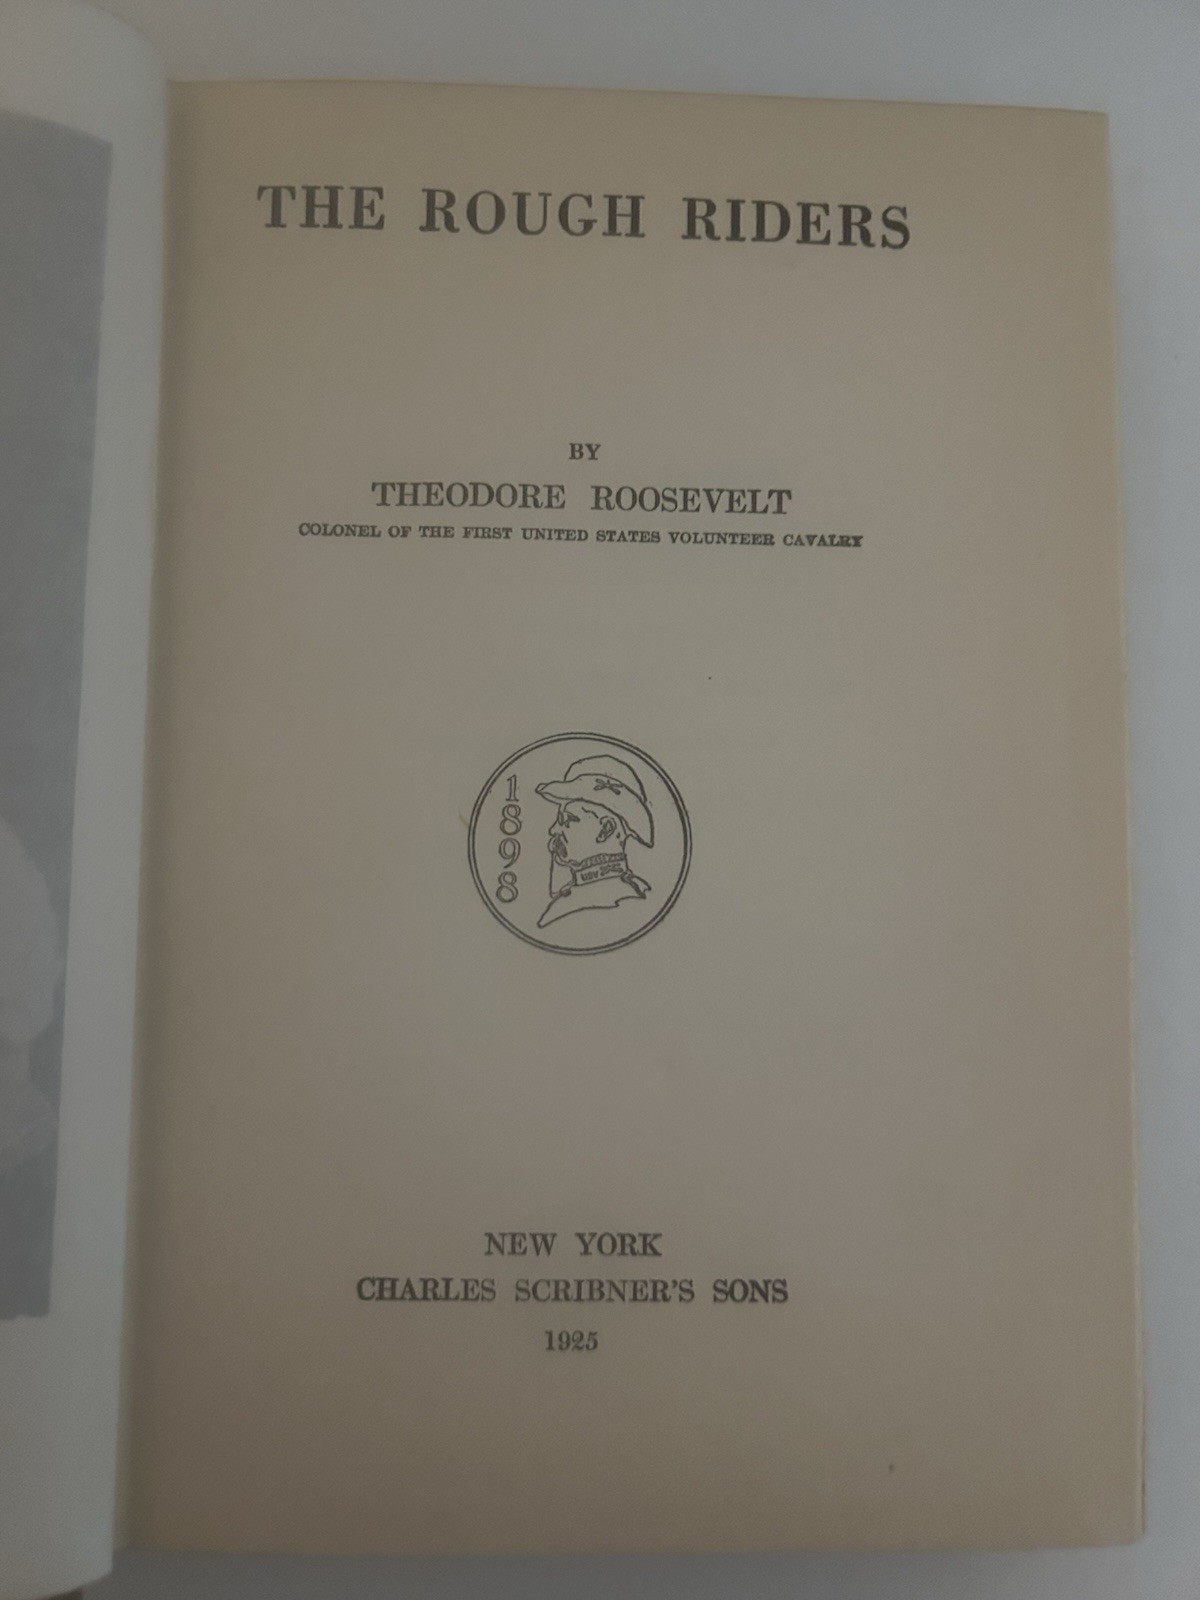 THE ROUGH RIDERS
BY
THEODORE ROOSEVELT
COLONEL OF THE FIRST UNITED STATES VOLUNTEER CAVALRY
1898
NEW YORK
CHARLES SCRIBNER'S SONS
1925